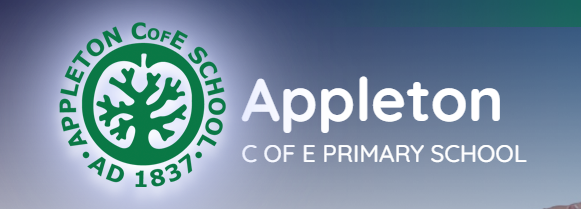 APPLETON COFE SCHOOL
• AD 1837 •
Appleton
C OF E PRIMARY SCHOOL